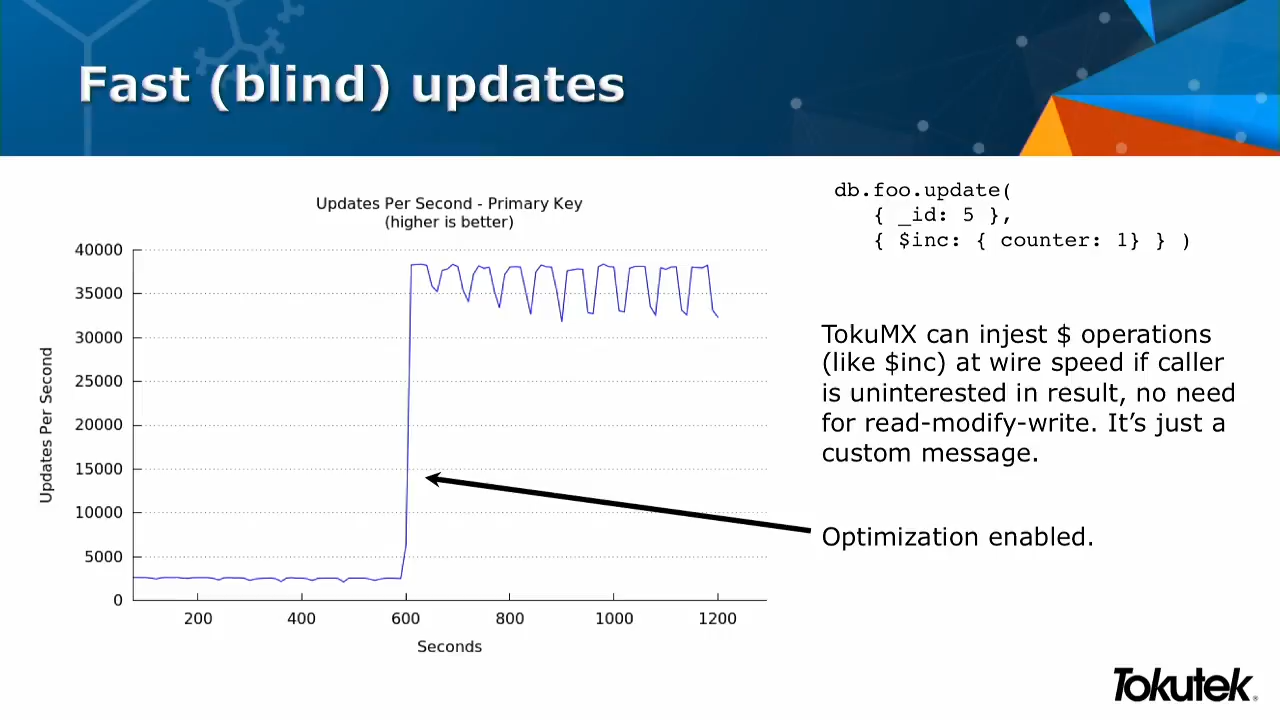 Fast (blind) updates
db.foo.update(
{ _id: 5 },
{ $inc: { counter: 1} } )
Updates Per Second - Primary Key
(higher is better)
Updates Per Second
40000
35000
30000
25000
20000
15000
10000
5000
0
200
400
600
800
1000
1200
Seconds
TokuMX can injest $ operations
(like $inc) at wire speed if caller
is uninterested in result, no need
for read-modify-write. It’s just a
custom message.
Optimization enabled.
Tokutek®